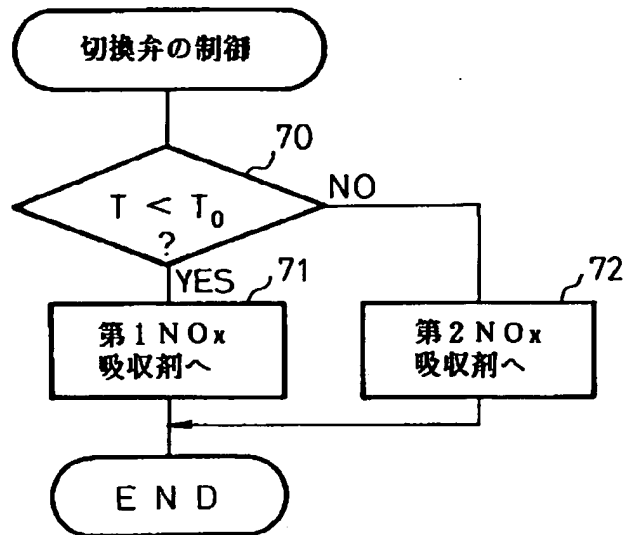 切換弁の制御
70
T < T₀
?
NO
YES
71
72
第1NOx
吸収剤へ
第2NOx
吸収剤へ
END